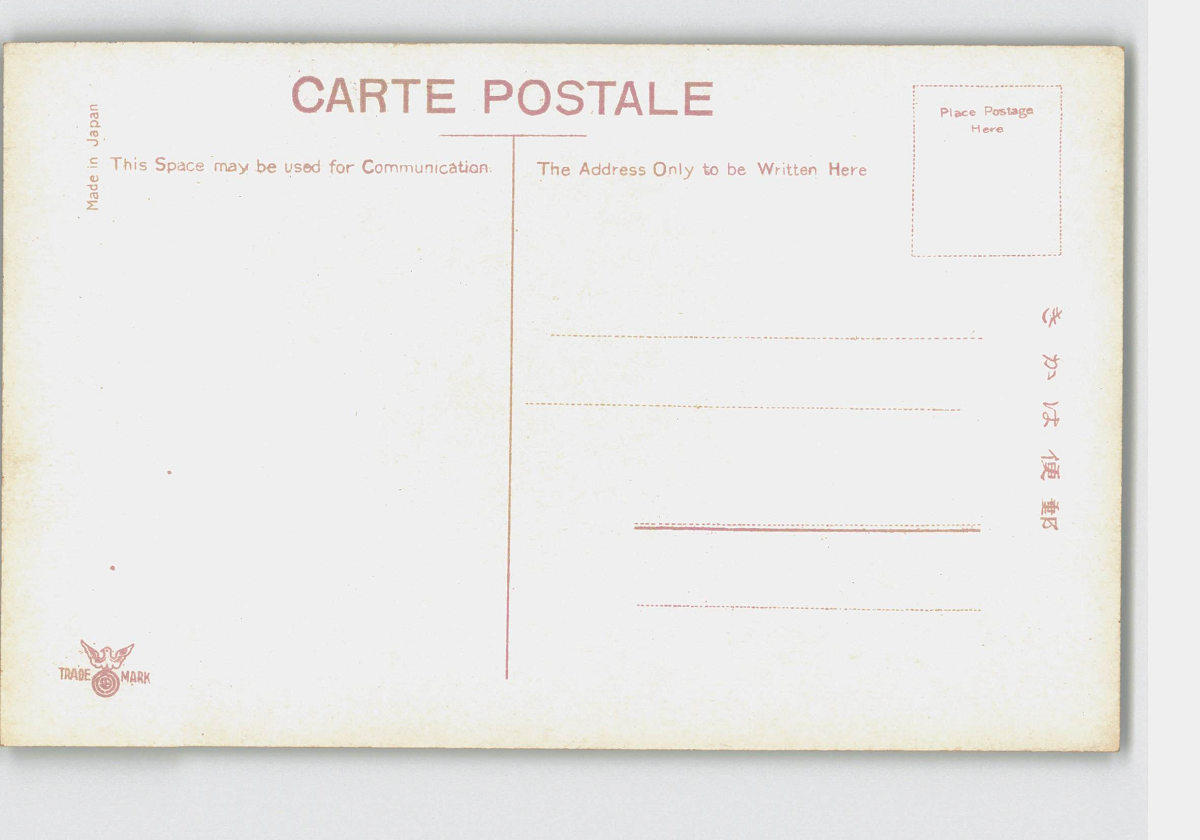 CARTE POSTALE
Made in Japan
This Space may be used for Communication.
The Address Only to be Written Here
Place Postage
Here
きかは便郵
TRADE MARK